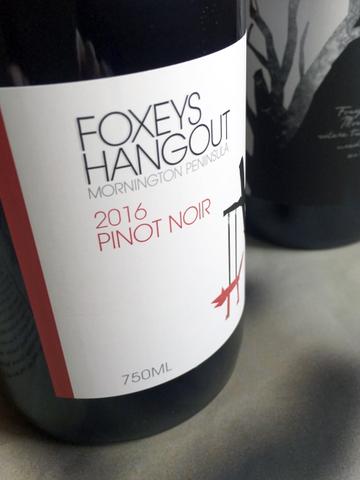 FOXEYS
HANGOUT
MORNINGTON PENINSULA
2016
PINOT NOIR
750ML